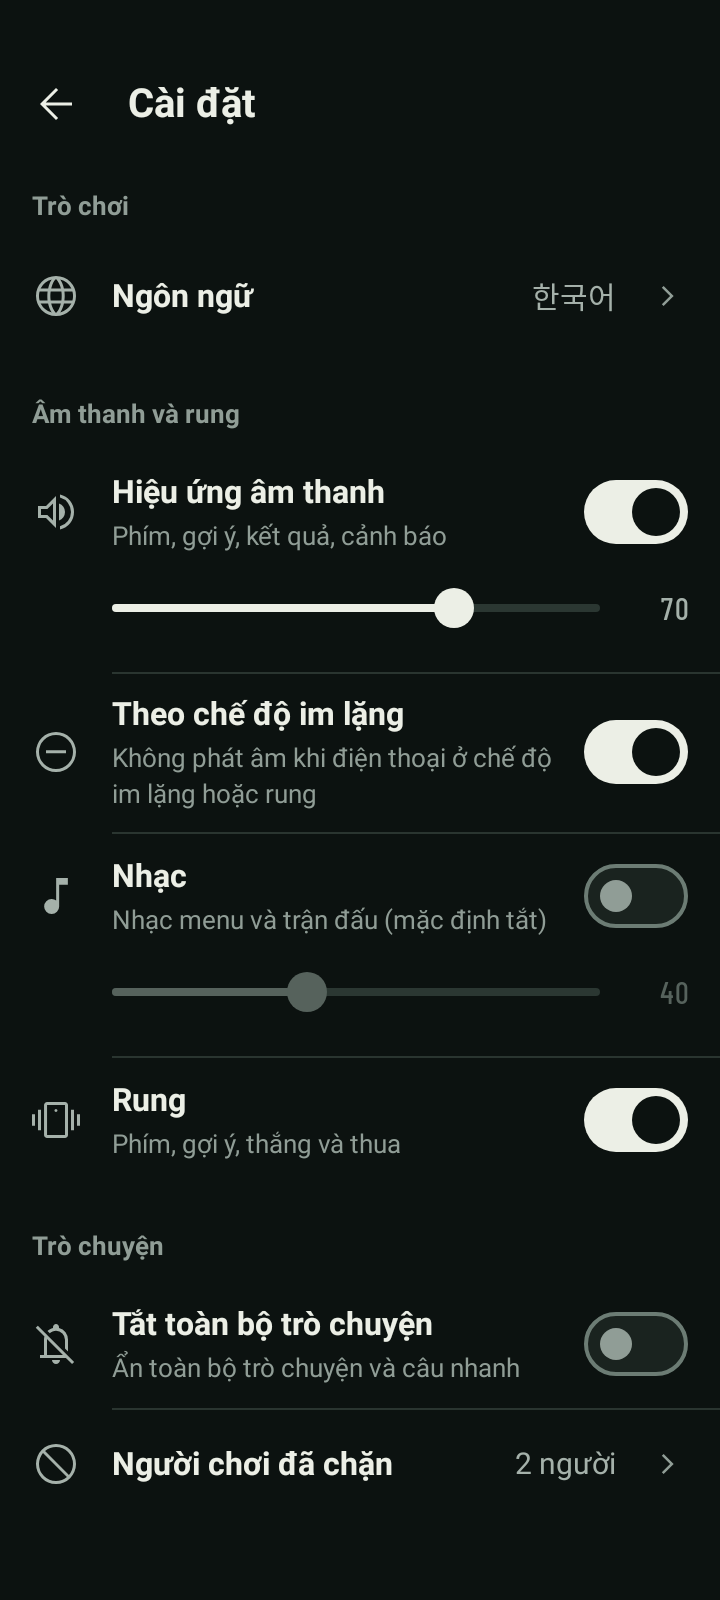 Cài đặt
Trò chơi
Ngôn ngữ
한국어
Âm thanh và rung
Hiệu ứng âm thanh
Phím, gợi ý, kết quả, cảnh báo
70
Theo chế độ im lặng
Không phát âm khi điện thoại ở chế độ
im lặng hoặc rung
Nhạc
Nhạc menu và trận đấu (mặc định tắt)
40
Rung
Phím, gợi ý, thắng và thua
Trò chuyện
Tắt toàn bộ trò chuyện
Ẩn toàn bộ trò chuyện và câu nhanh
Người chơi đã chặn
2 người